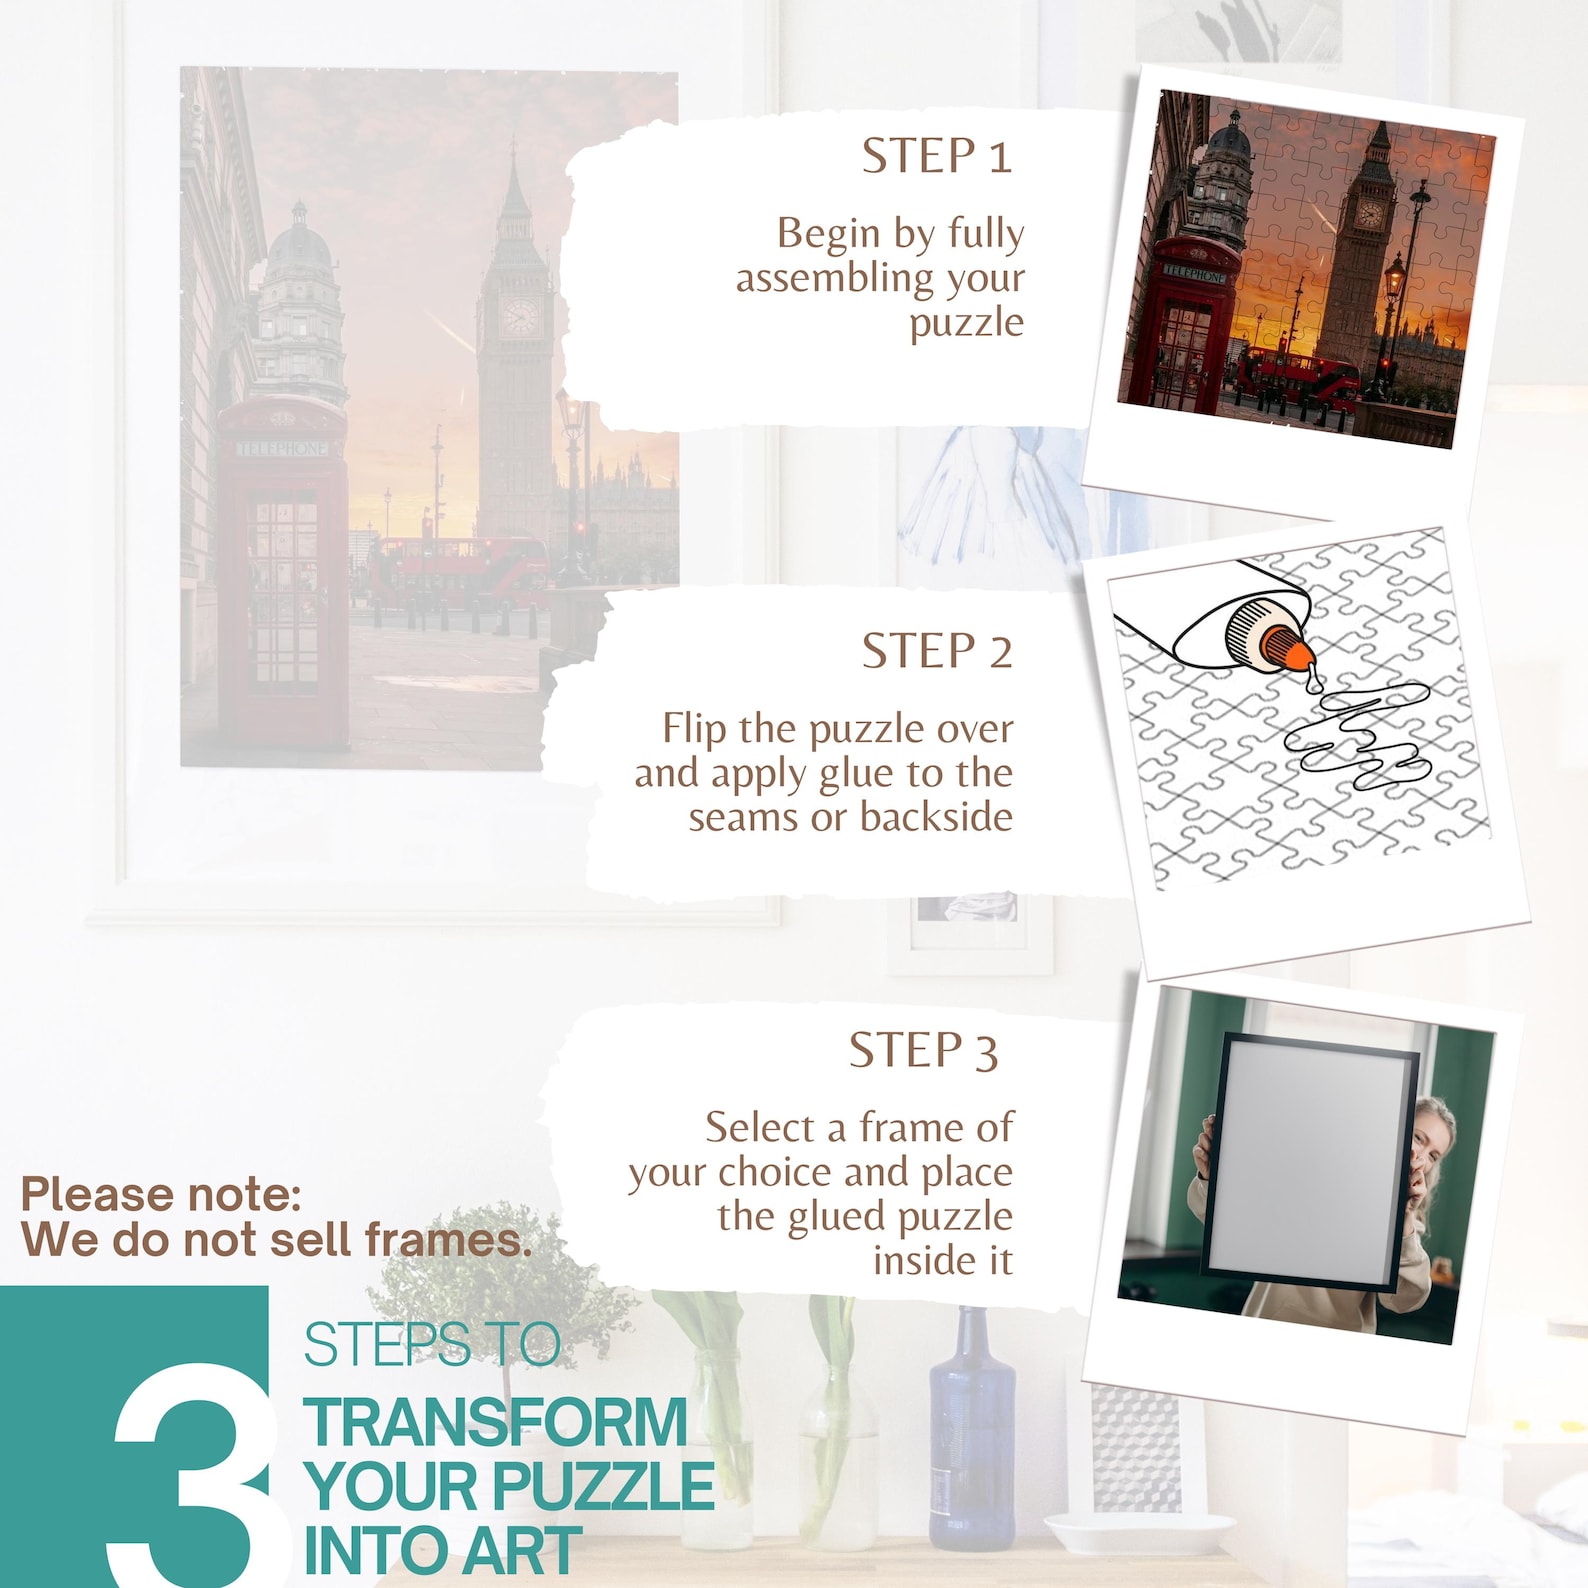 STEP 1
Begin by fully
assembling your
puzzle
TELEPHONE
TELEPHONE
STEP 2
Flip the puzzle over
and apply glue to the
seams or backside
STEP 3
Select a frame of
your choice and place
the glued puzzle
inside it
Please note:
We do not sell frames.
3
STEPS TO
TRANSFORM
YOUR PUZZLE
INTO ART